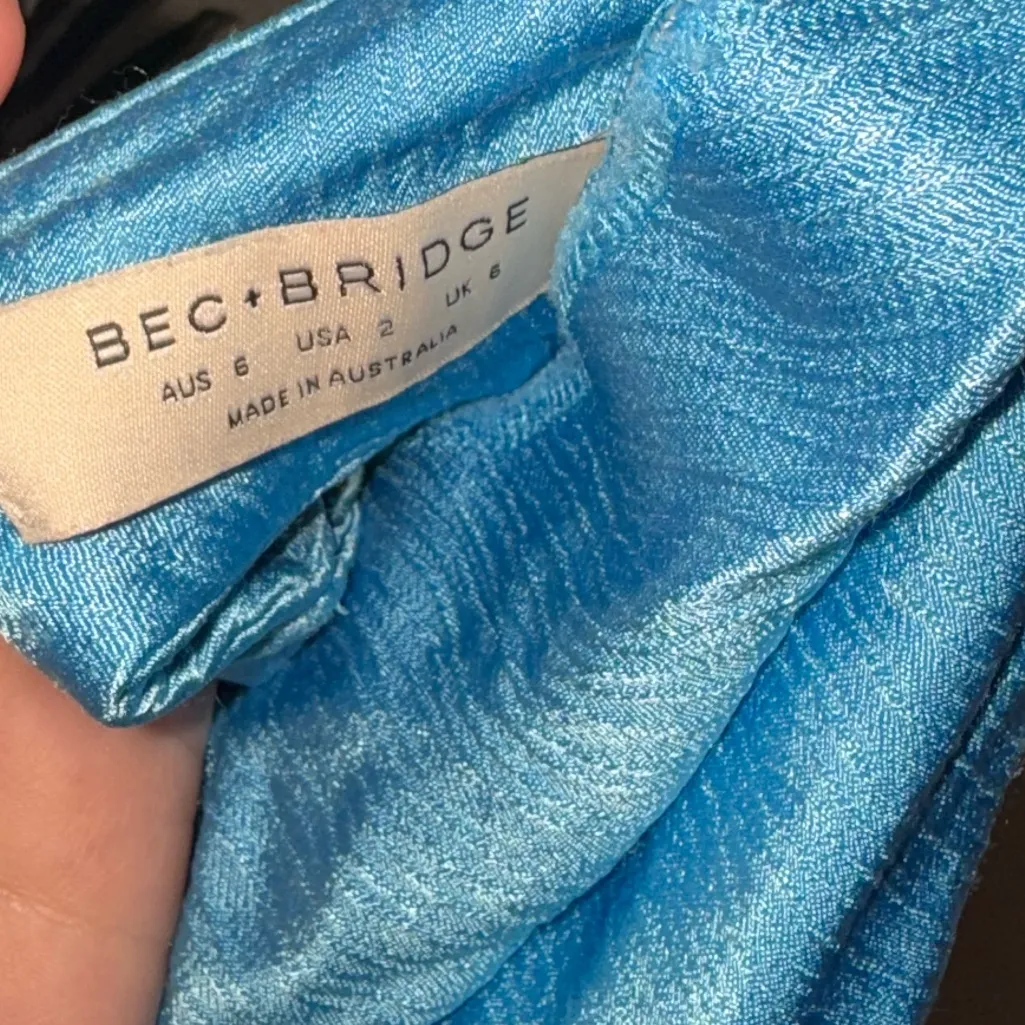 BEC+BRIDGE
AUS 6 USA 2 UK 6
MADE IN AUSTRALIA